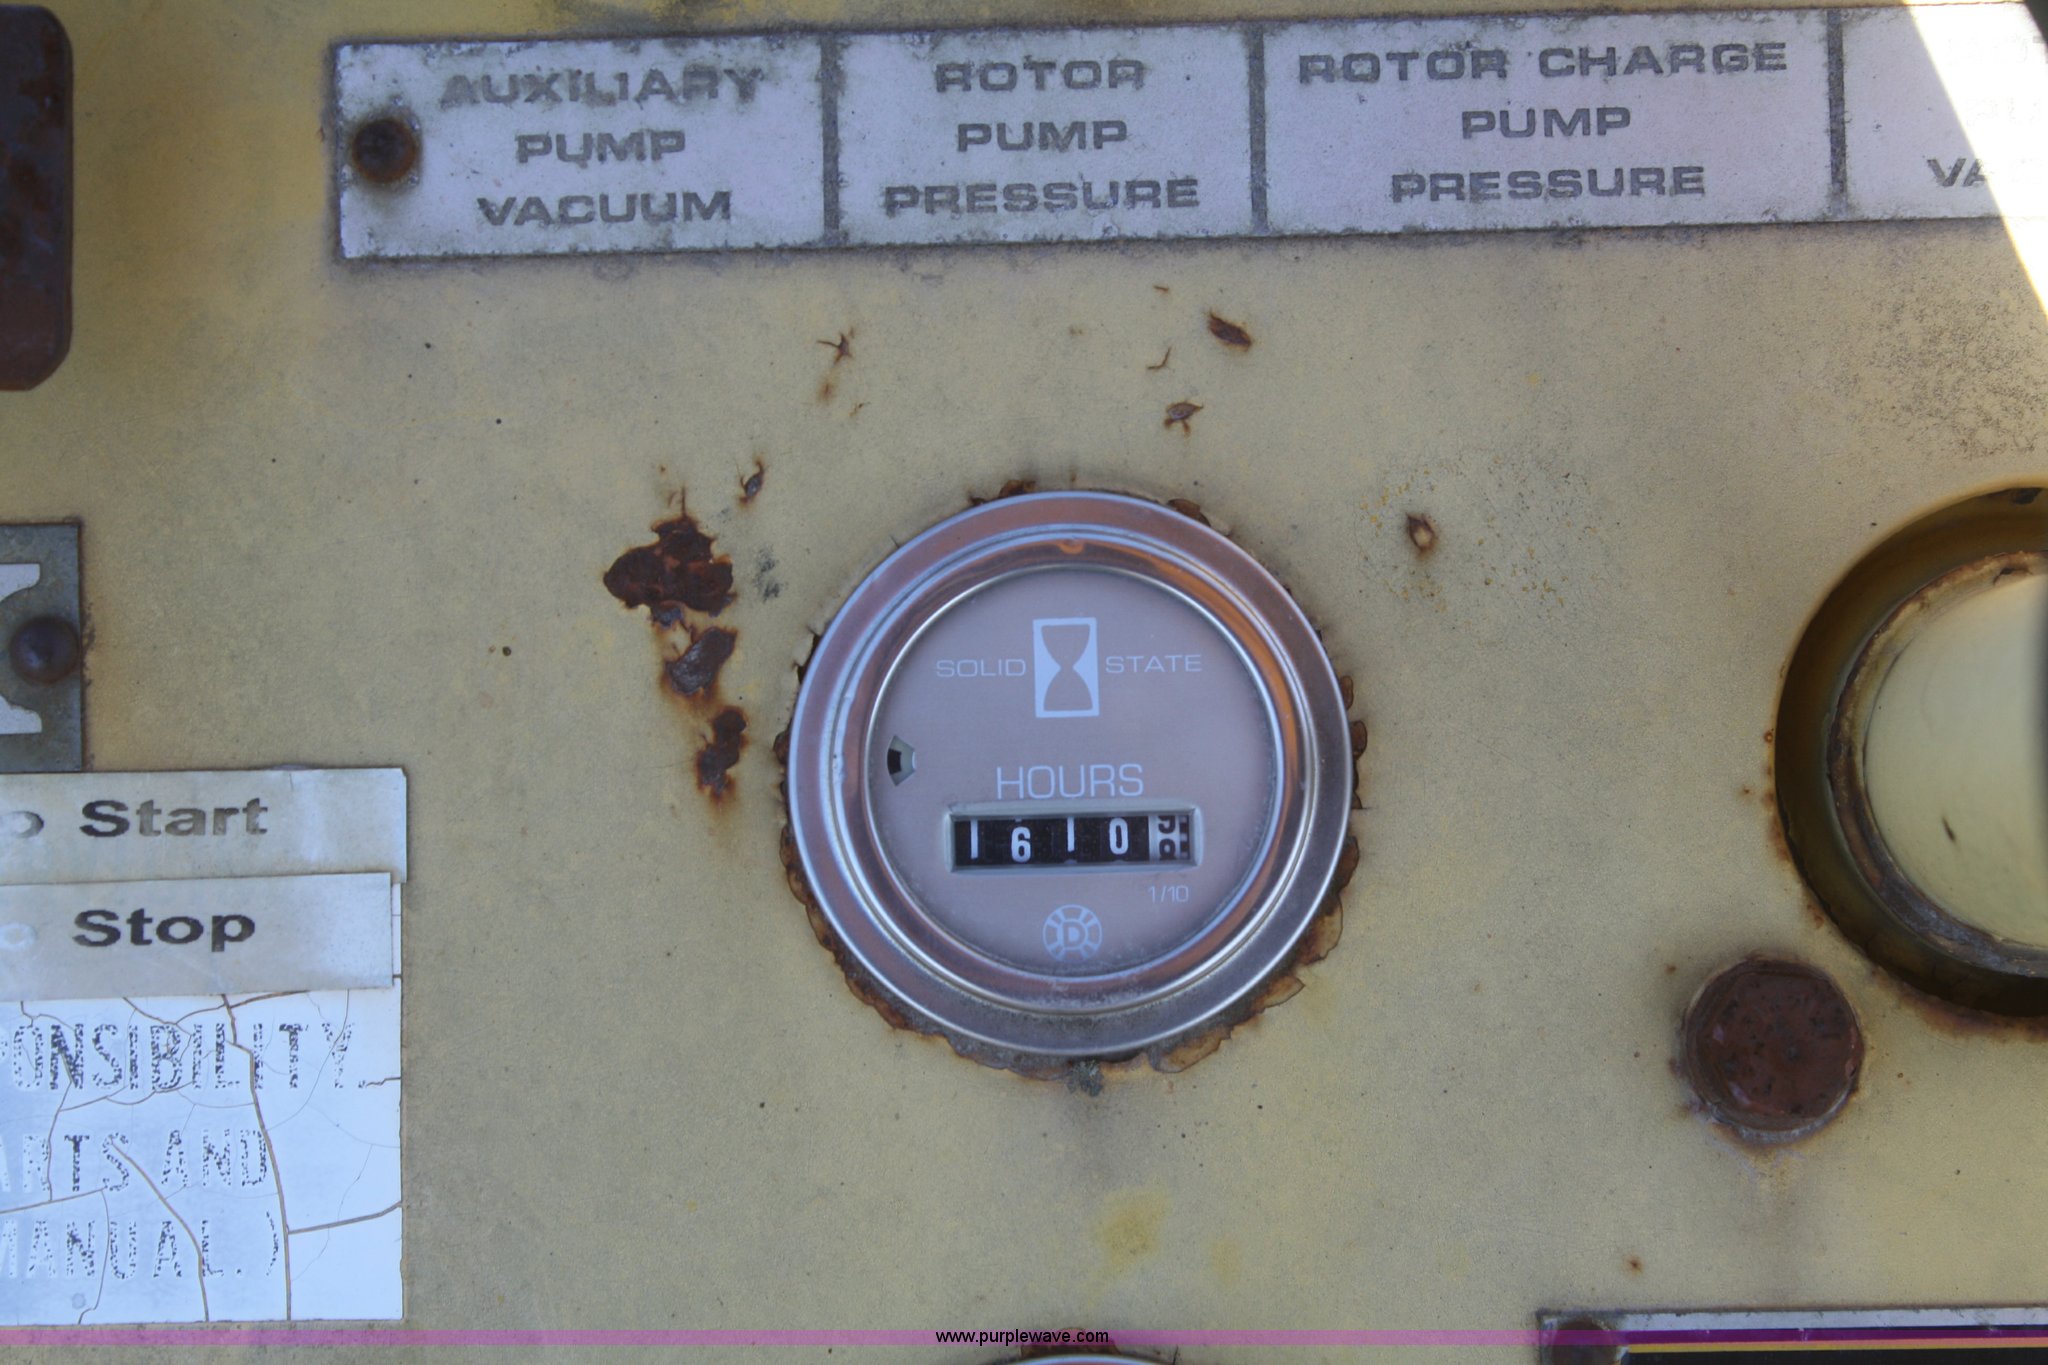 AUXILIARY
PUMP
VACUUM
ROTOR
PUMP
PRESSURE
ROTOR CHARGE
PUMP
PRESSURE
SOLID STATE
HOURS
1610
1/10
D
Start
Stop
ARTS AND
MANUAL.)
www.purplewave.com